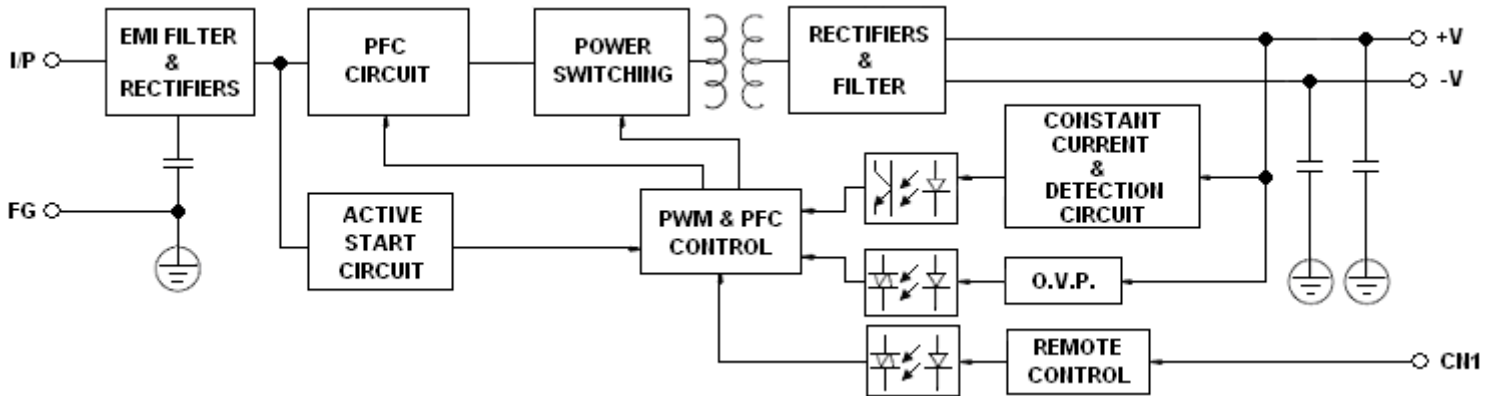 I/P
EMI FILTER
&
RECTIFIERS
PFC
CIRCUIT
POWER
SWITCHING
RECTIFIERS
&
FILTER
+V
-V
CONSTANT
CURRENT
&
DETECTION
CIRCUIT
FG
ACTIVE
START
CIRCUIT
PWM & PFC
CONTROL
O.V.P.
REMOTE
CONTROL
CN1